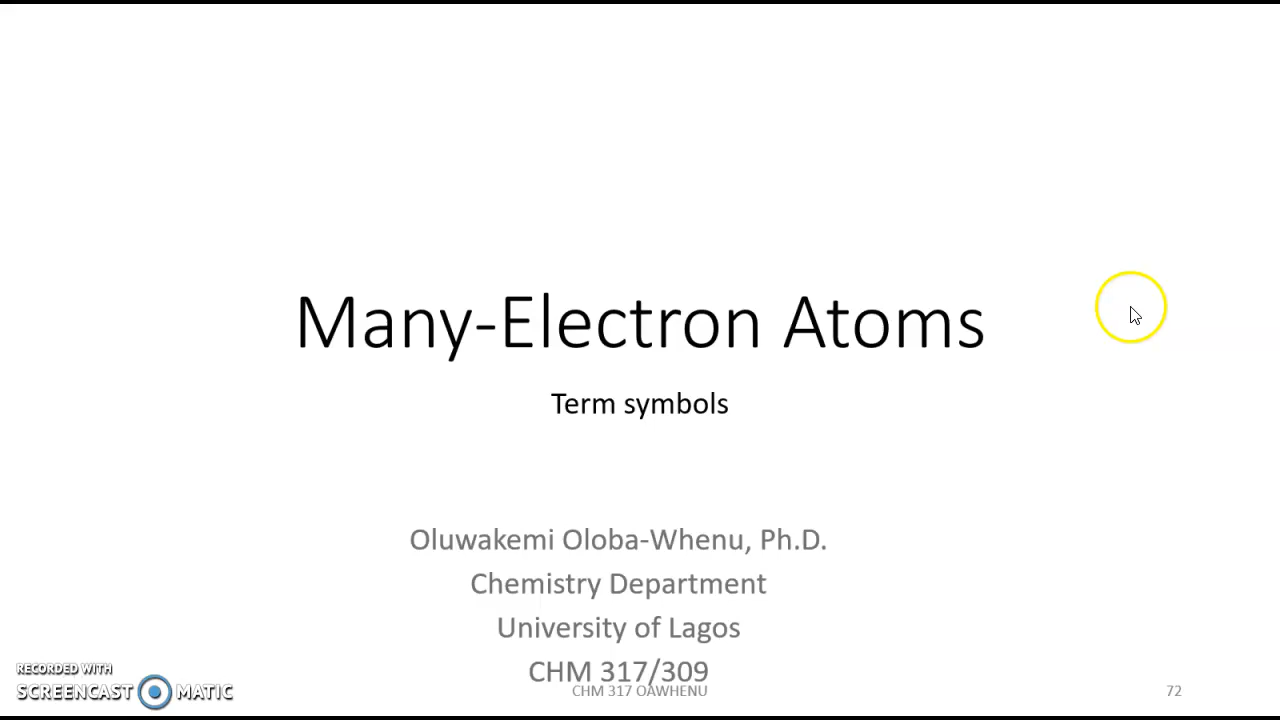 Many-Electron Atoms
Term symbols
Oluwakemi Oloba-Whenu, Ph.D.
Chemistry Department
University of Lagos
CHM 317/309
CHM 317 OAWHENU
72
RECORDED WITH
SCREENCAST MATIC